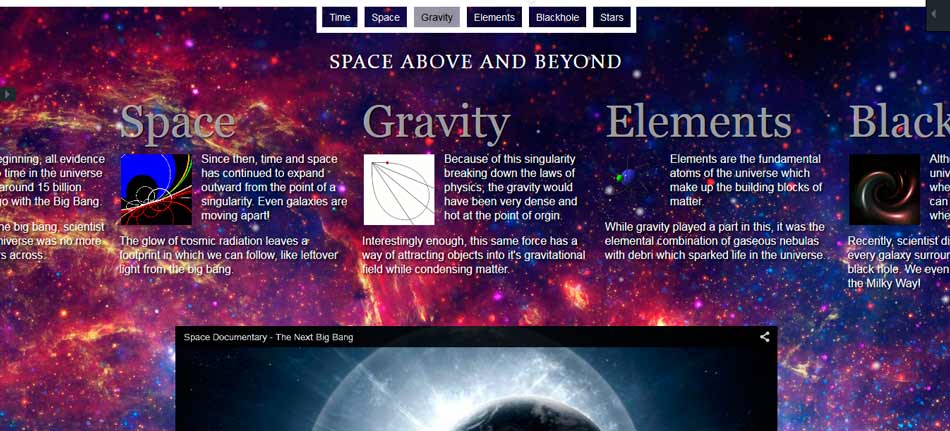 Time Space Gravity Elements Blackhole Stars
SPACE ABOVE AND BEYOND
eginning, all evidence
time in the universe
around 15 billion
go with the Big Bang.
he big bang, scientist
niverse was no more
rs across.
Space
Since then, time and space
has continued to expand
outward from the point of a
singularity. Even galaxies are
moving apart!
The glow of cosmic radiation leaves a
footprint in which we can follow, like leftover
light from the big bang.
Gravity
Because of this singularity
breaking down the laws of
physics, the gravity would
have been very dense and
hot at the point of orgin.
Interestingly enough, this same force has a
way of attracting objects into it's gravitational
field while condensing matter.
Elements
Elements are the fundamental
atoms of the universe which
make up the building blocks of
matter.
While gravity played a part in this, it was the
elemental combination of gaseous nebulas
with debri which sparked life in the universe.
Black
Alth
univ
whe
can
whe
Recently, scientist di
every galaxy surrour
black hole. We even
the Milky Way!
Space Documentary - The Next Big Bang